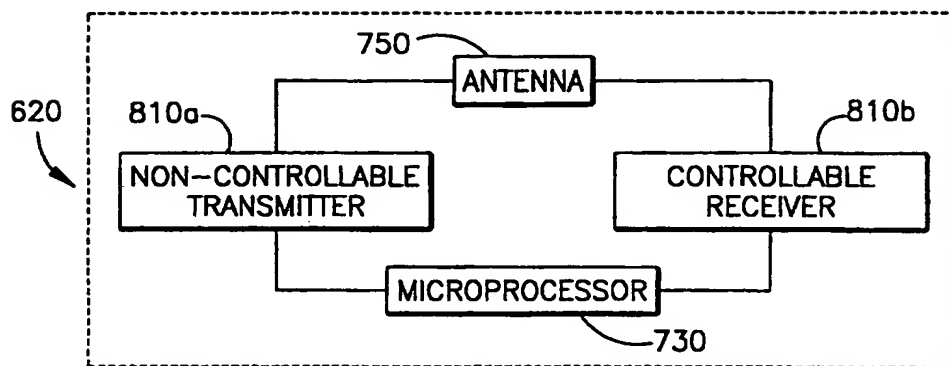 750
ANTENNA
620
810a
810b
NON-CONTROLLABLE
TRANSMITTER
CONTROLLABLE
RECEIVER
MICROPROCESSOR
730